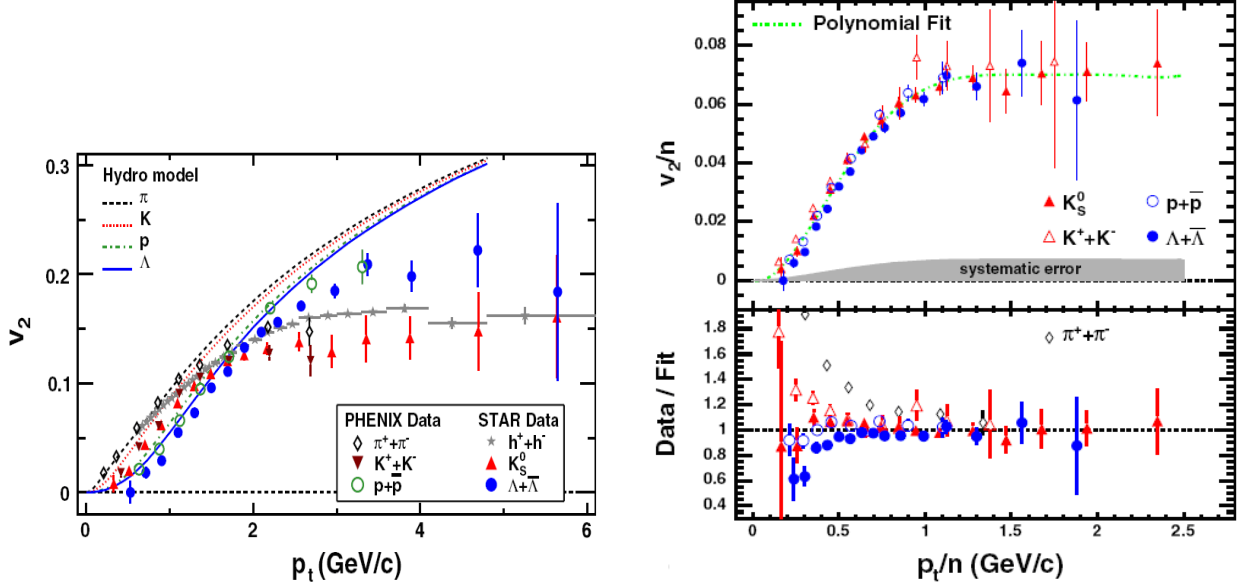 Hydro model
π
K
p
Λ
0.3
0.2
0.1
0
v2
0 1 2 3 4 5 6
pt (GeV/c)
PHENIX Data STAR Data
π⁺+π⁻ h⁺+h⁻
K⁺+K⁻ K⁰S
p+p̅ Λ+Λ̅
Polynomial Fit
0.08
0.06
0.04
0.02
0
v2/n
K⁰S p+p̅
K⁺+K⁻ Λ+Λ̅
systematic error
1.8
1.6
1.4
1.2
1
0.8
0.6
0.4
Data / Fit
π⁺+π⁻
0 0.5 1 1.5 2 2.5
pt/n (GeV/c)